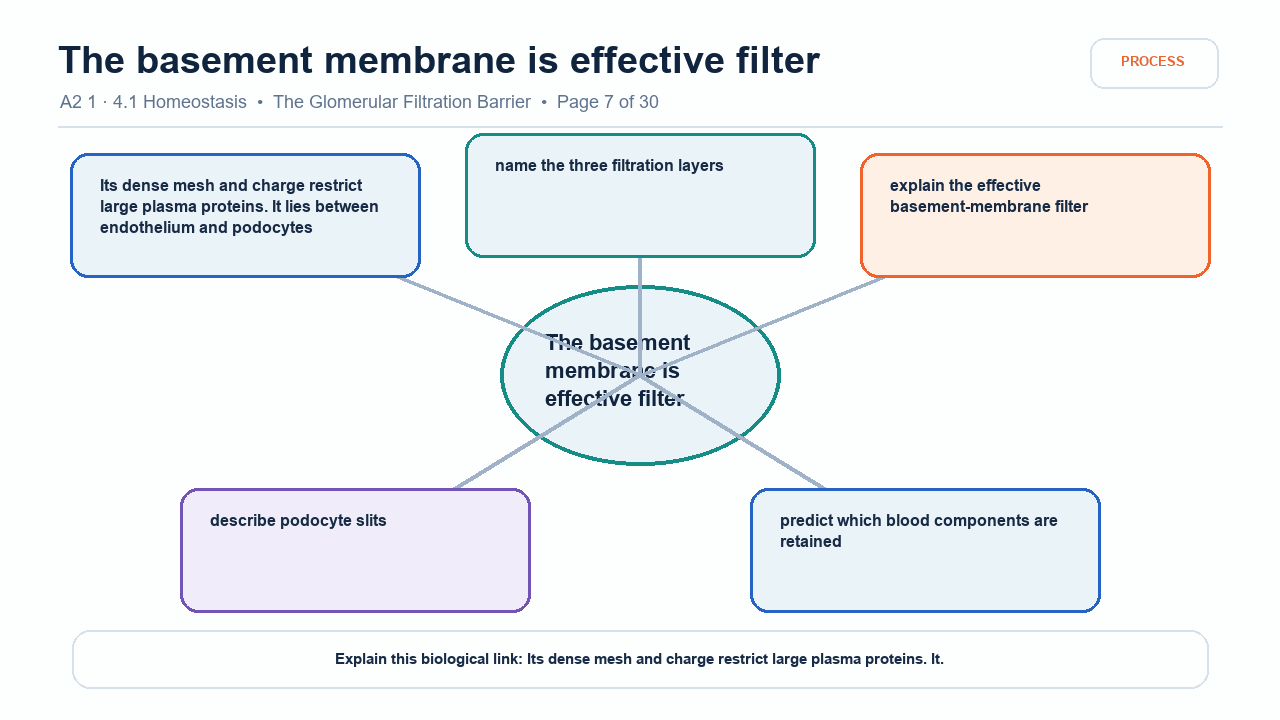 The basement membrane is effective filter
PROCESS
A2 1 · 4.1 Homeostasis • The Glomerular Filtration Barrier • Page 7 of 30
Its dense mesh and charge restrict
large plasma proteins. It lies between
endothelium and podocytes
name the three filtration layers
explain the effective
basement-membrane filter
The basement
membrane is
effective filter
describe podocyte slits
predict which blood components are
retained
Explain this biological link: Its dense mesh and charge restrict large plasma proteins. It.